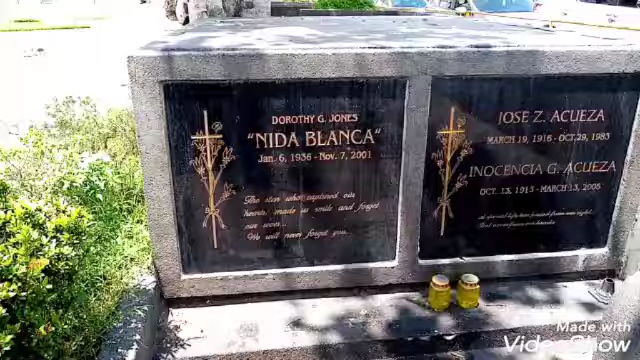 DOROTHY G. JONES
"NIDA BLANCA"
Jan. 6, 1936 - Nov. 7, 2001
The star who captured our
hearts, made us smile and forget
our woes...
We will never forget you...
JOSE Z. ACUEZA
MARCH 19, 1916 - OCT. 29, 1983
INOCENCIA G. ACUEZA
OCT. 13, 1913 - MARCH 13, 2005
Made with
VideoShow